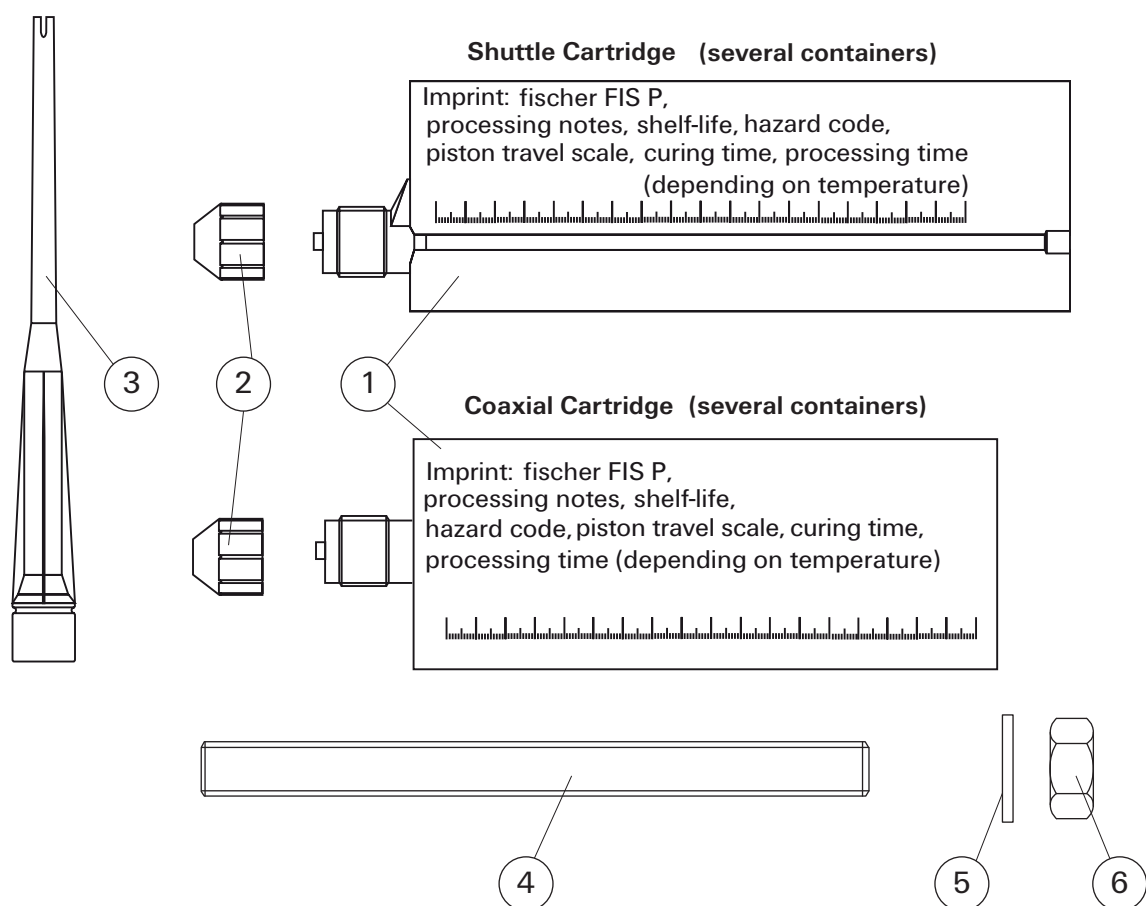 Shuttle Cartridge (several containers)
Imprint: fischer FIS P,
processing notes, shelf-life, hazard code,
piston travel scale, curing time, processing time
(depending on temperature)
3
2
1
Coaxial Cartridge (several containers)
Imprint: fischer FIS P,
processing notes, shelf-life,
hazard code, piston travel scale, curing time,
processing time (depending on temperature)
4
5
6